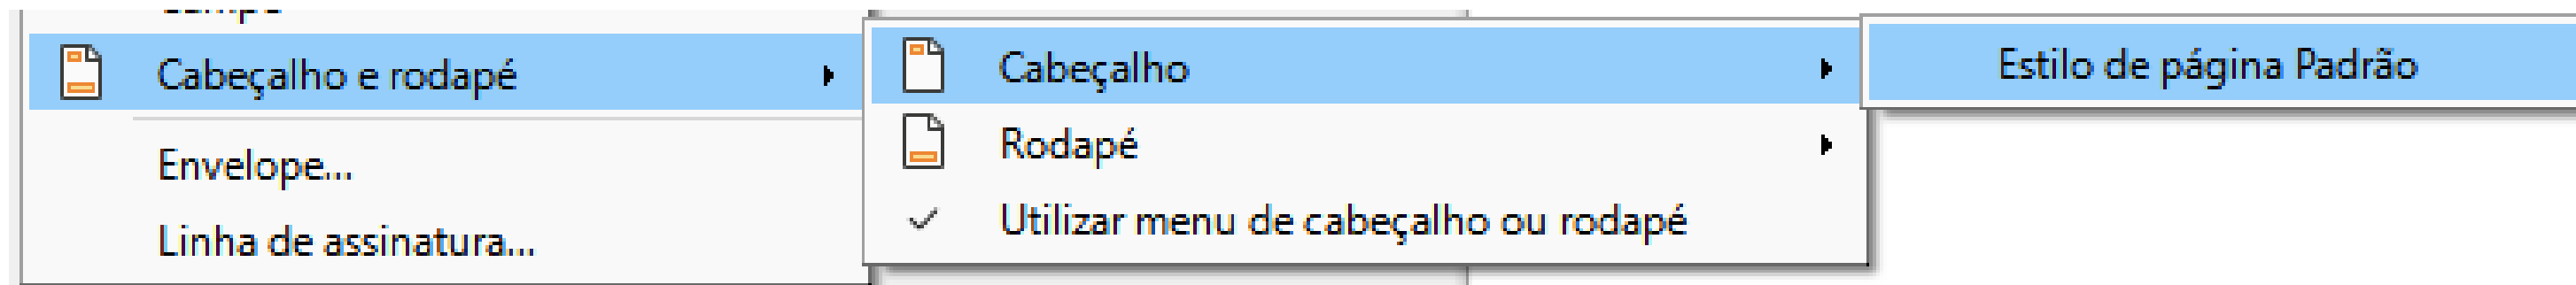 Cabeçalho e rodapé
Envelope...
Linha de assinatura...
Cabeçalho
Rodapé
Utilizar menu de cabeçalho ou rodapé
Estilo de página Padrão